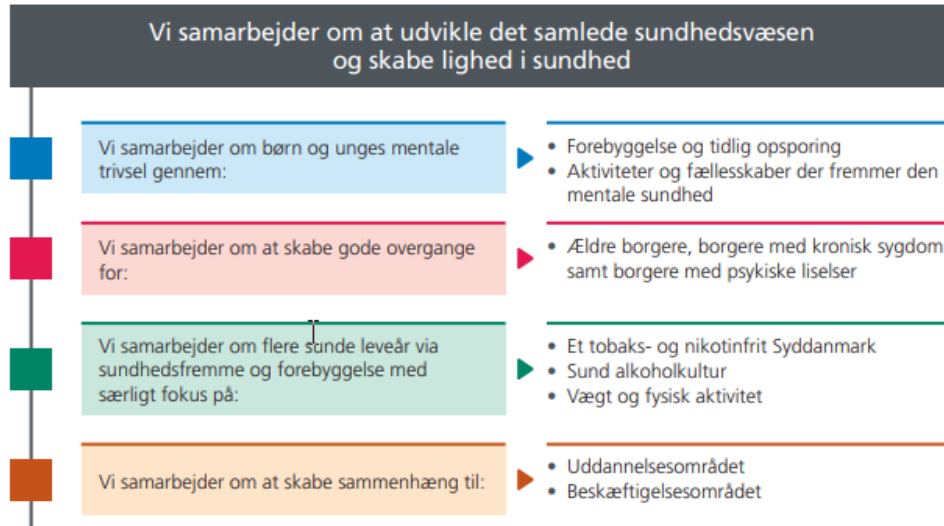 Vi samarbejder om at udvikle det samlede sundhedsvæsen
og skabe lighed i sundhed
Vi samarbejder om børn og unges mentale
trivsel gennem:
• Forebyggelse og tidlig opsporing
• Aktiviteter og fællesskaber der fremmer den
mentale sundhed
Vi samarbejder om at skabe gode overgange
for:
• Ældre borgere, borgere med kronisk sygdom
samt borgere med psykiske liselser
Vi samarbejder om flere sunde leveår via
sundhedsfremme og forebyggelse med
særligt fokus på:
• Et tobaks- og nikotinfrit Syddanmark
• Sund alkoholkultur
• Vægt og fysisk aktivitet
Vi samarbejder om at skabe sammenhæng til:
• Uddannelsesområdet
• Beskæftigelsesområdet